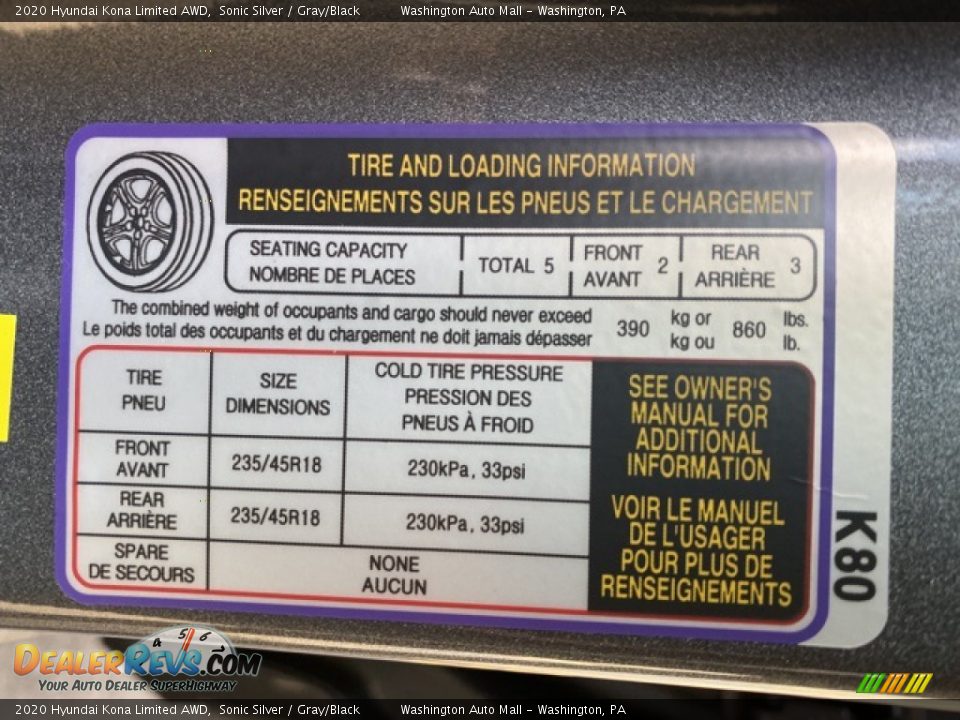 2020 Hyundai Kona Limited AWD, Sonic Silver / Gray/Black Washington Auto Mall - Washington, PA
TIRE AND LOADING INFORMATION
RENSEIGNEMENTS SUR LES PNEUS ET LE CHARGEMENT
SEATING CAPACITY
NOMBRE DE PLACES
TOTAL 5
FRONT
AVANT
2
REAR
ARRIÈRE
3
The combined weight of occupants and cargo should never exceed
Le poids total des occupants et du chargement ne doit jamais dépasser
390
kg or
kg ou
860
lbs.
lb.
TIRE
PNEU
SIZE
DIMENSIONS
COLD TIRE PRESSURE
PRESSION DES
PNEUS À FROID
FRONT
AVANT
235/45R18
230kPa, 33psi
REAR
ARRIÈRE
235/45R18
230kPa, 33psi
SPARE
DE SECOURS
NONE
AUCUN
SEE OWNER'S
MANUAL FOR
ADDITIONAL
INFORMATION
VOIR LE MANUEL
DE L'USAGER
POUR PLUS DE
RENSEIGNEMENTS
K80
4 5 6
DEALERREVS.COM
YOUR AUTO DEALER SUPERHIGHWAY
2020 Hyundai Kona Limited AWD, Sonic Silver / Gray/Black Washington Auto Mall - Washington, PA